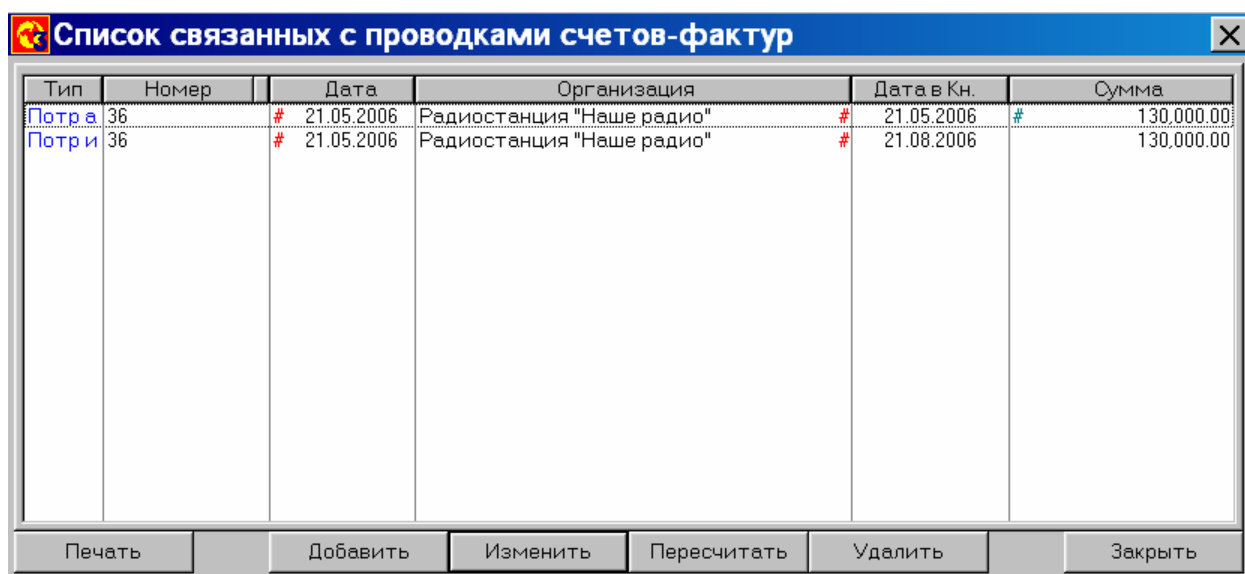 Список связанных с проводками счетов-фактур
Тип Номер Дата Организация Дата в Кн. Сумма
Потр а 36 # 21.05.2006 Радиостанция "Наше радио" # 21.05.2006 # 130,000.00
Потр и 36 # 21.05.2006 Радиостанция "Наше радио" # 21.08.2006 130,000.00
Печать Добавить Изменить Пересчитать Удалить Закрыть